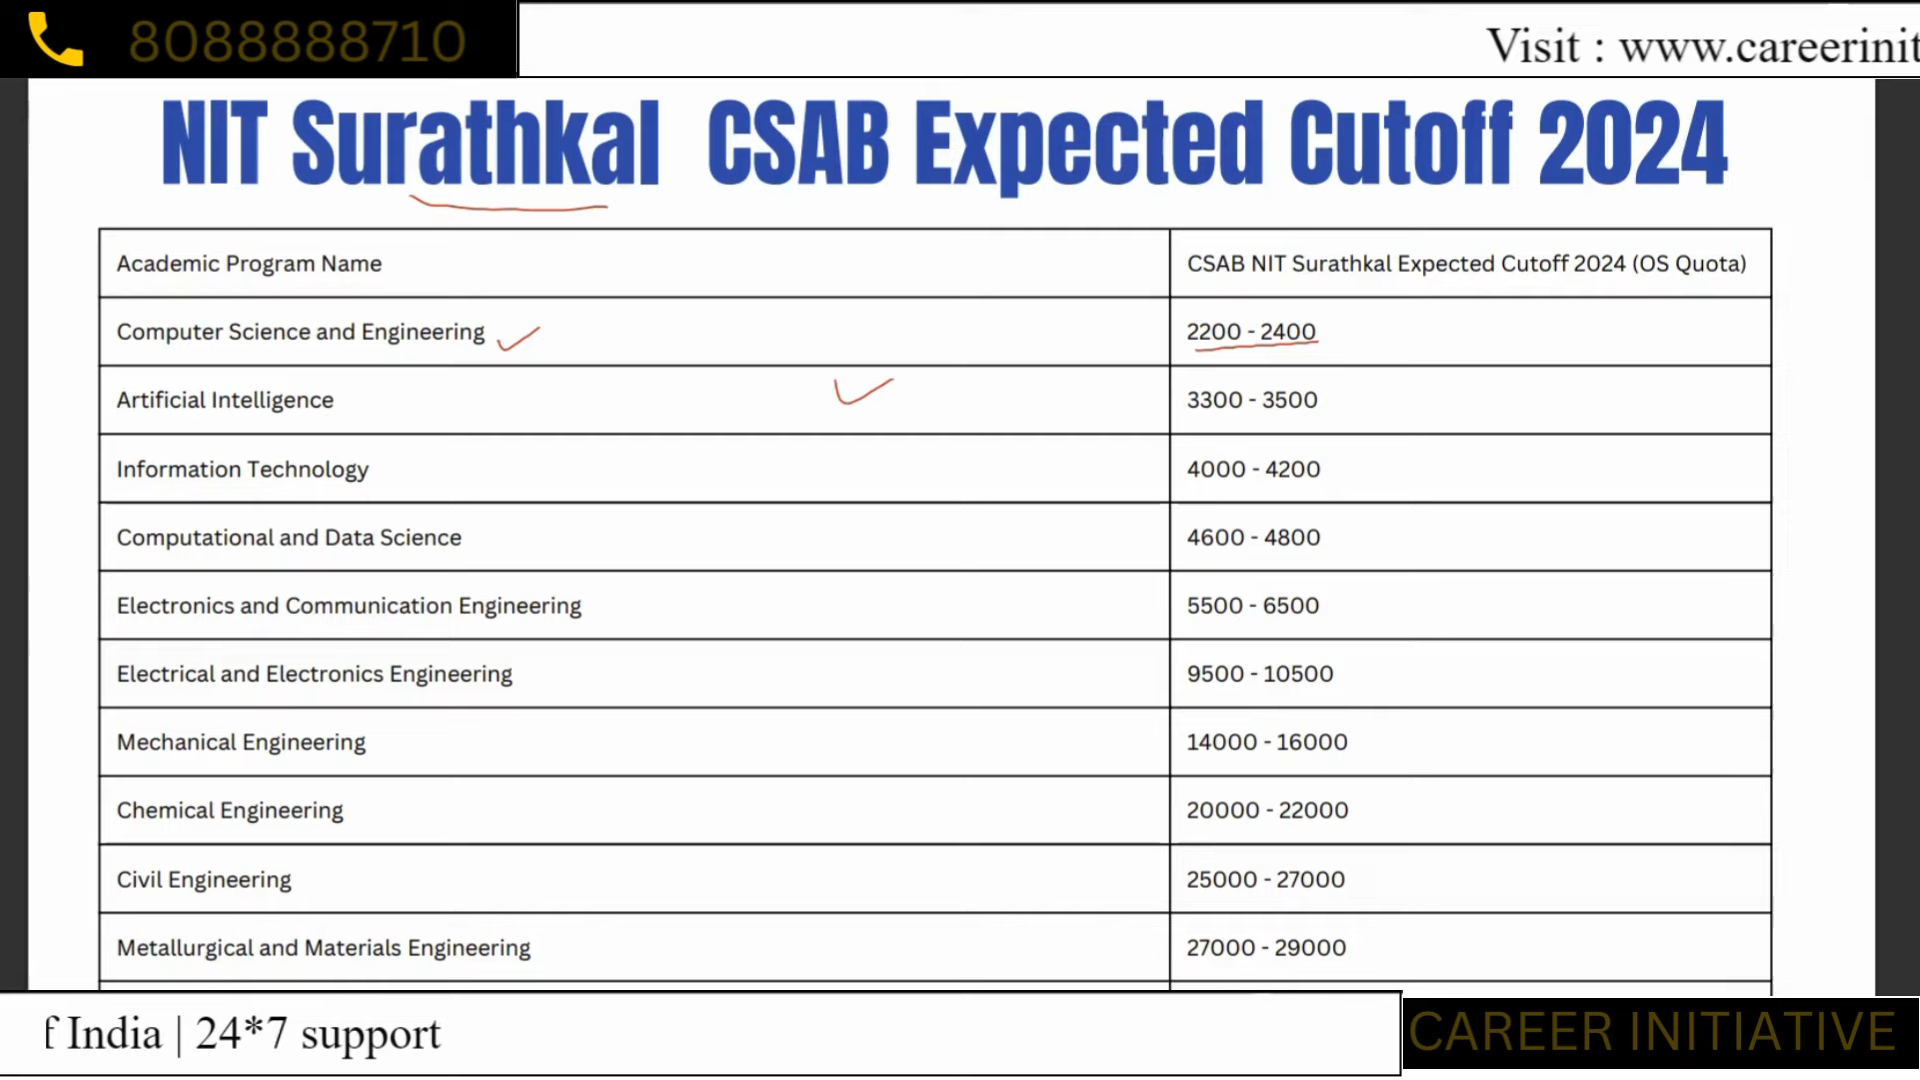 8088888710
Visit : www.careerinit
NIT Surathkal CSAB Expected Cutoff 2024
Academic Program Name CSAB NIT Surathkal Expected Cutoff 2024 (OS Quota)
Computer Science and Engineering 2200 - 2400
Artificial Intelligence 3300 - 3500
Information Technology 4000 - 4200
Computational and Data Science 4600 - 4800
Electronics and Communication Engineering 5500 - 6500
Electrical and Electronics Engineering 9500 - 10500
Mechanical Engineering 14000 - 16000
Chemical Engineering 20000 - 22000
Civil Engineering 25000 - 27000
Metallurgical and Materials Engineering 27000 - 29000
f India | 24*7 support
CAREER INITIATIVE